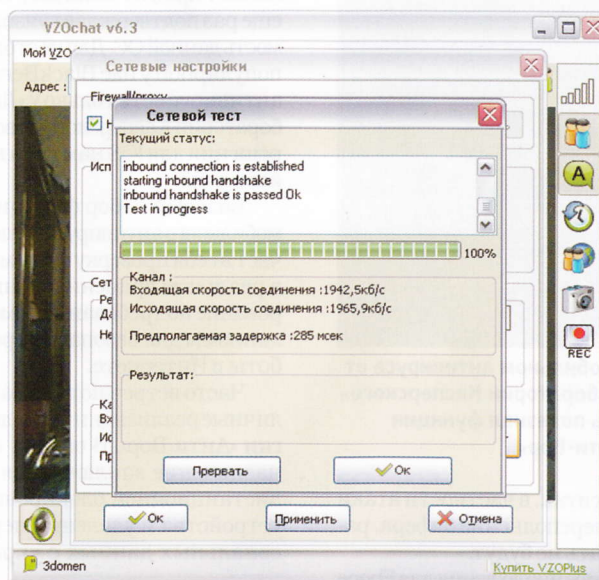 VZOchat v6.3
Мой VZO
Сетевые настройки
Адрес :
Firewall/proxy
Сетевой тест
Текущий статус:
inbound connection is established
starting inbound handshake
inbound handshake is passed Ok
Test in progress
100%
Канал :
Входящая скорость соединения :1942,5кб/с
Исходящая скорость соединения :1965,9кб/с
Предполагаемая задержка :285 мсек
Результат:
Прервать
Ок
REC
Ок
Применить
Отмена
3domen
Купить VZOPlus